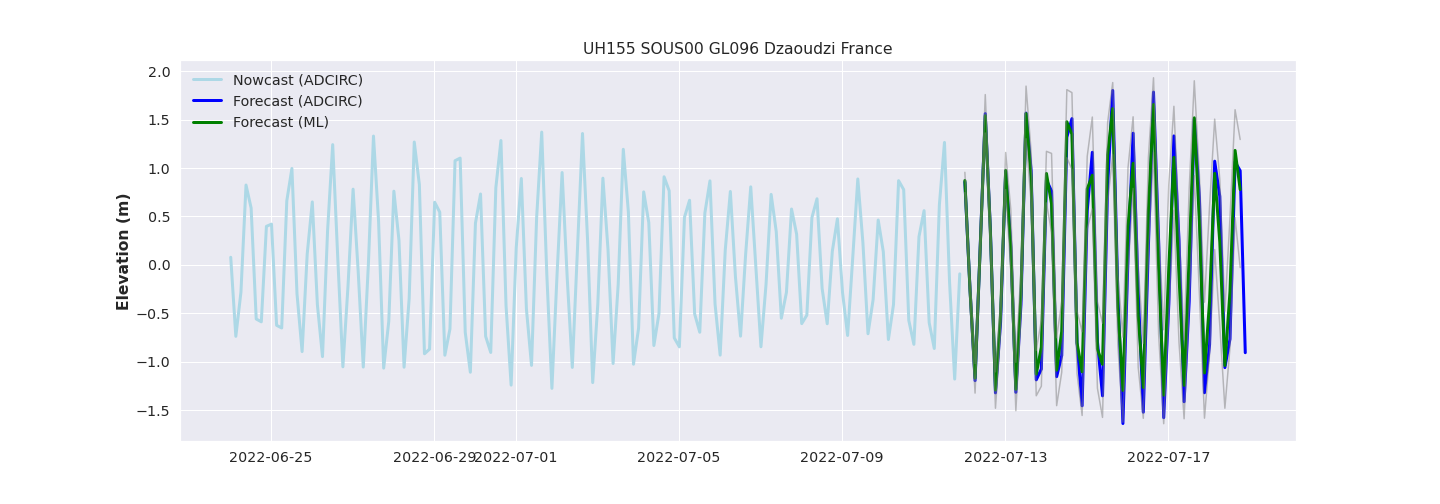 UH155 SOUS00 GL096 Dzaoudzi France
Nowcast (ADCIRC)
Forecast (ADCIRC)
Forecast (ML)
Elevation (m)
2.0
1.5
1.0
0.5
0.0
−0.5
−1.0
−1.5
2022-06-25 2022-06-29 2022-07-01 2022-07-05 2022-07-09 2022-07-13 2022-07-17